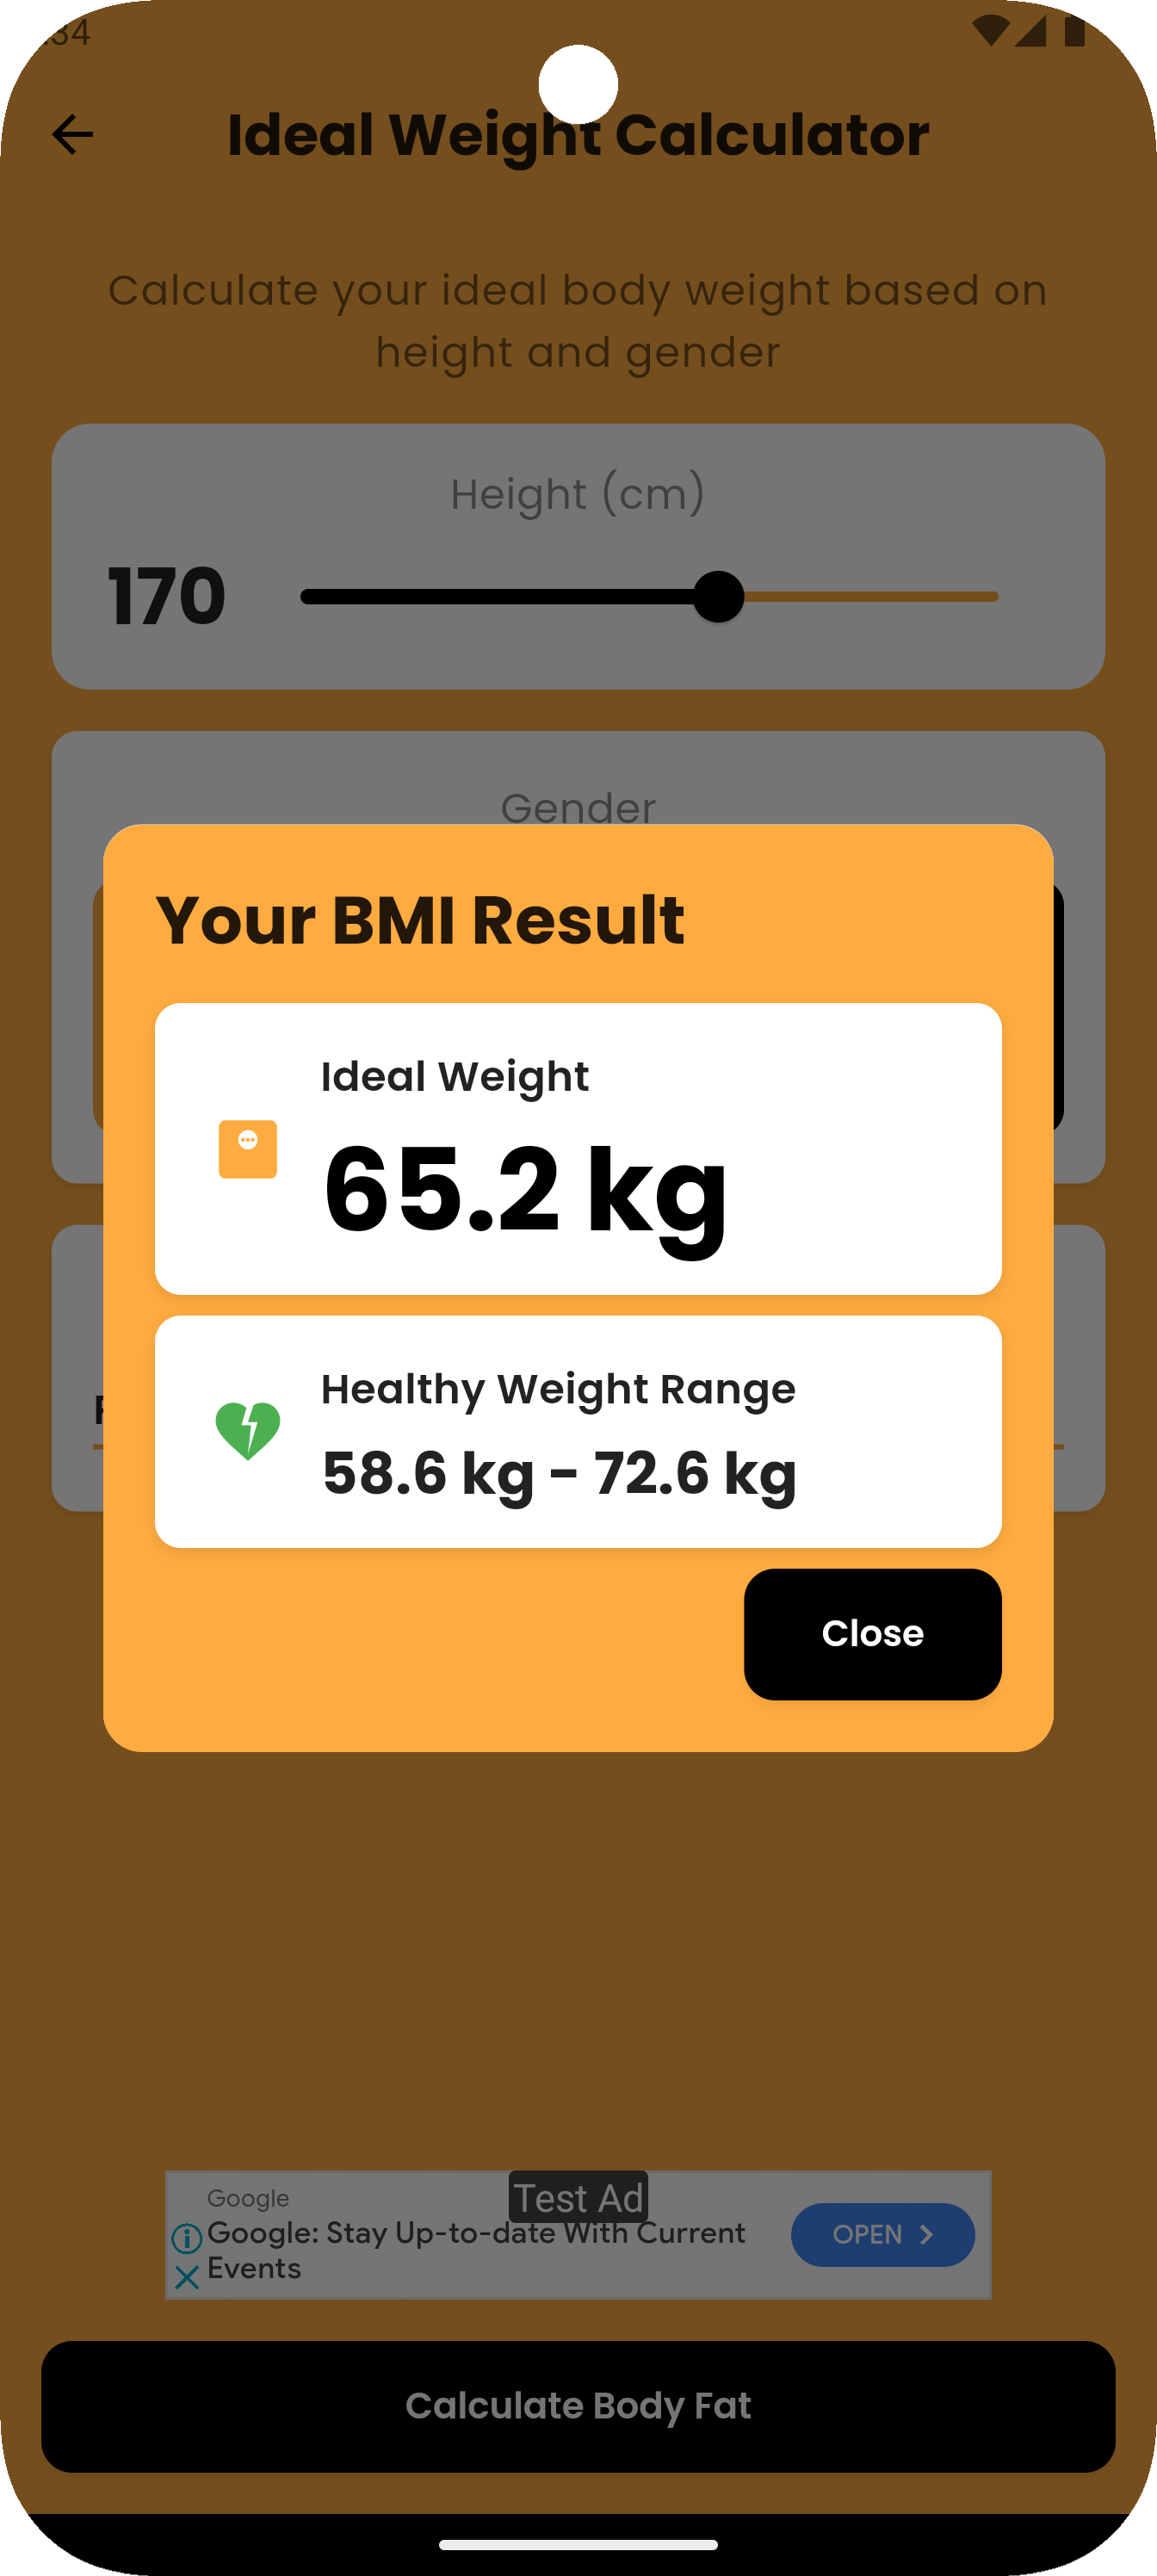 :34
Ideal Weight Calculator
Calculate your ideal body weight based on
height and gender
Height (cm)
170
Gender
Your BMI Result
Ideal Weight
65.2 kg
Healthy Weight Range
58.6 kg - 72.6 kg
Close
Test Ad
Google
Google: Stay Up-to-date With Current
Events
OPEN
Calculate Body Fat